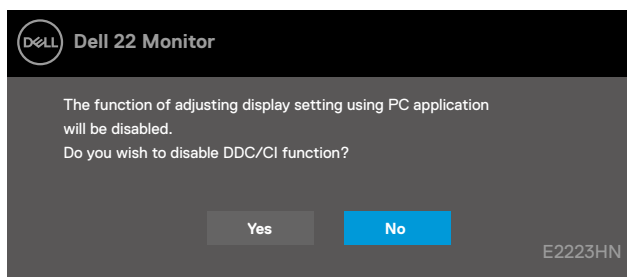 DELL Dell 22 Monitor
The function of adjusting display setting using PC application
will be disabled.
Do you wish to disable DDC/CI function?
Yes No
E2223HN